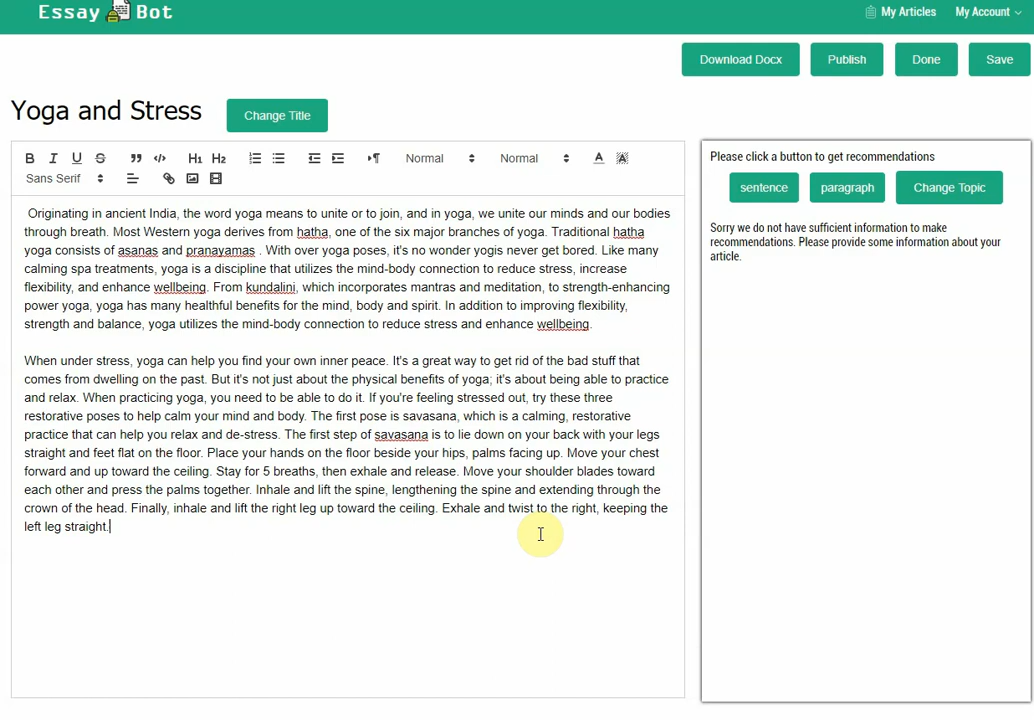 Essay Bot
My Articles
My Account
Download Docx
Publish
Done
Save
Yoga and Stress
Change Title
B I U S
H1 H2
Normal
Normal
A
A
Sans Serif
Originating in ancient India, the word yoga means to unite or to join, and in yoga, we unite our minds and our bodies
through breath. Most Western yoga derives from hatha, one of the six major branches of yoga. Traditional hatha
yoga consists of asanas and pranayamas . With over yoga poses, it's no wonder yogis never get bored. Like many
calming spa treatments, yoga is a discipline that utilizes the mind-body connection to reduce stress, increase
flexibility, and enhance wellbeing. From kundalini, which incorporates mantras and meditation, to strength-enhancing
power yoga, yoga has many healthful benefits for the mind, body and spirit. In addition to improving flexibility,
strength and balance, yoga utilizes the mind-body connection to reduce stress and enhance wellbeing.
When under stress, yoga can help you find your own inner peace. It's a great way to get rid of the bad stuff that
comes from dwelling on the past. But it's not just about the physical benefits of yoga; it's about being able to practice
and relax. When practicing yoga, you need to be able to do it. If you're feeling stressed out, try these three
restorative poses to help calm your mind and body. The first pose is savasana, which is a calming, restorative
practice that can help you relax and de-stress. The first step of savasana is to lie down on your back with your legs
straight and feet flat on the floor. Place your hands on the floor beside your hips, palms facing up. Move your chest
forward and up toward the ceiling. Stay for 5 breaths, then exhale and release. Move your shoulder blades toward
each other and press the palms together. Inhale and lift the spine, lengthening the spine and extending through the
crown of the head. Finally, inhale and lift the right leg up toward the ceiling. Exhale and twist to the right, keeping the
left leg straight.
Please click a button to get recommendations
sentence
paragraph
Change Topic
Sorry we do not have sufficient information to make
recommendations. Please provide some information about your
article.